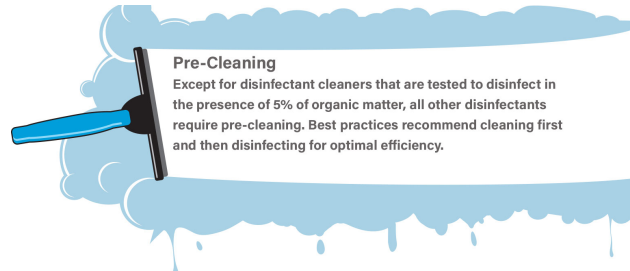 Pre-Cleaning
Except for disinfectant cleaners that are tested to disinfect in
the presence of 5% of organic matter, all other disinfectants
require pre-cleaning. Best practices recommend cleaning first
and then disinfecting for optimal efficiency.